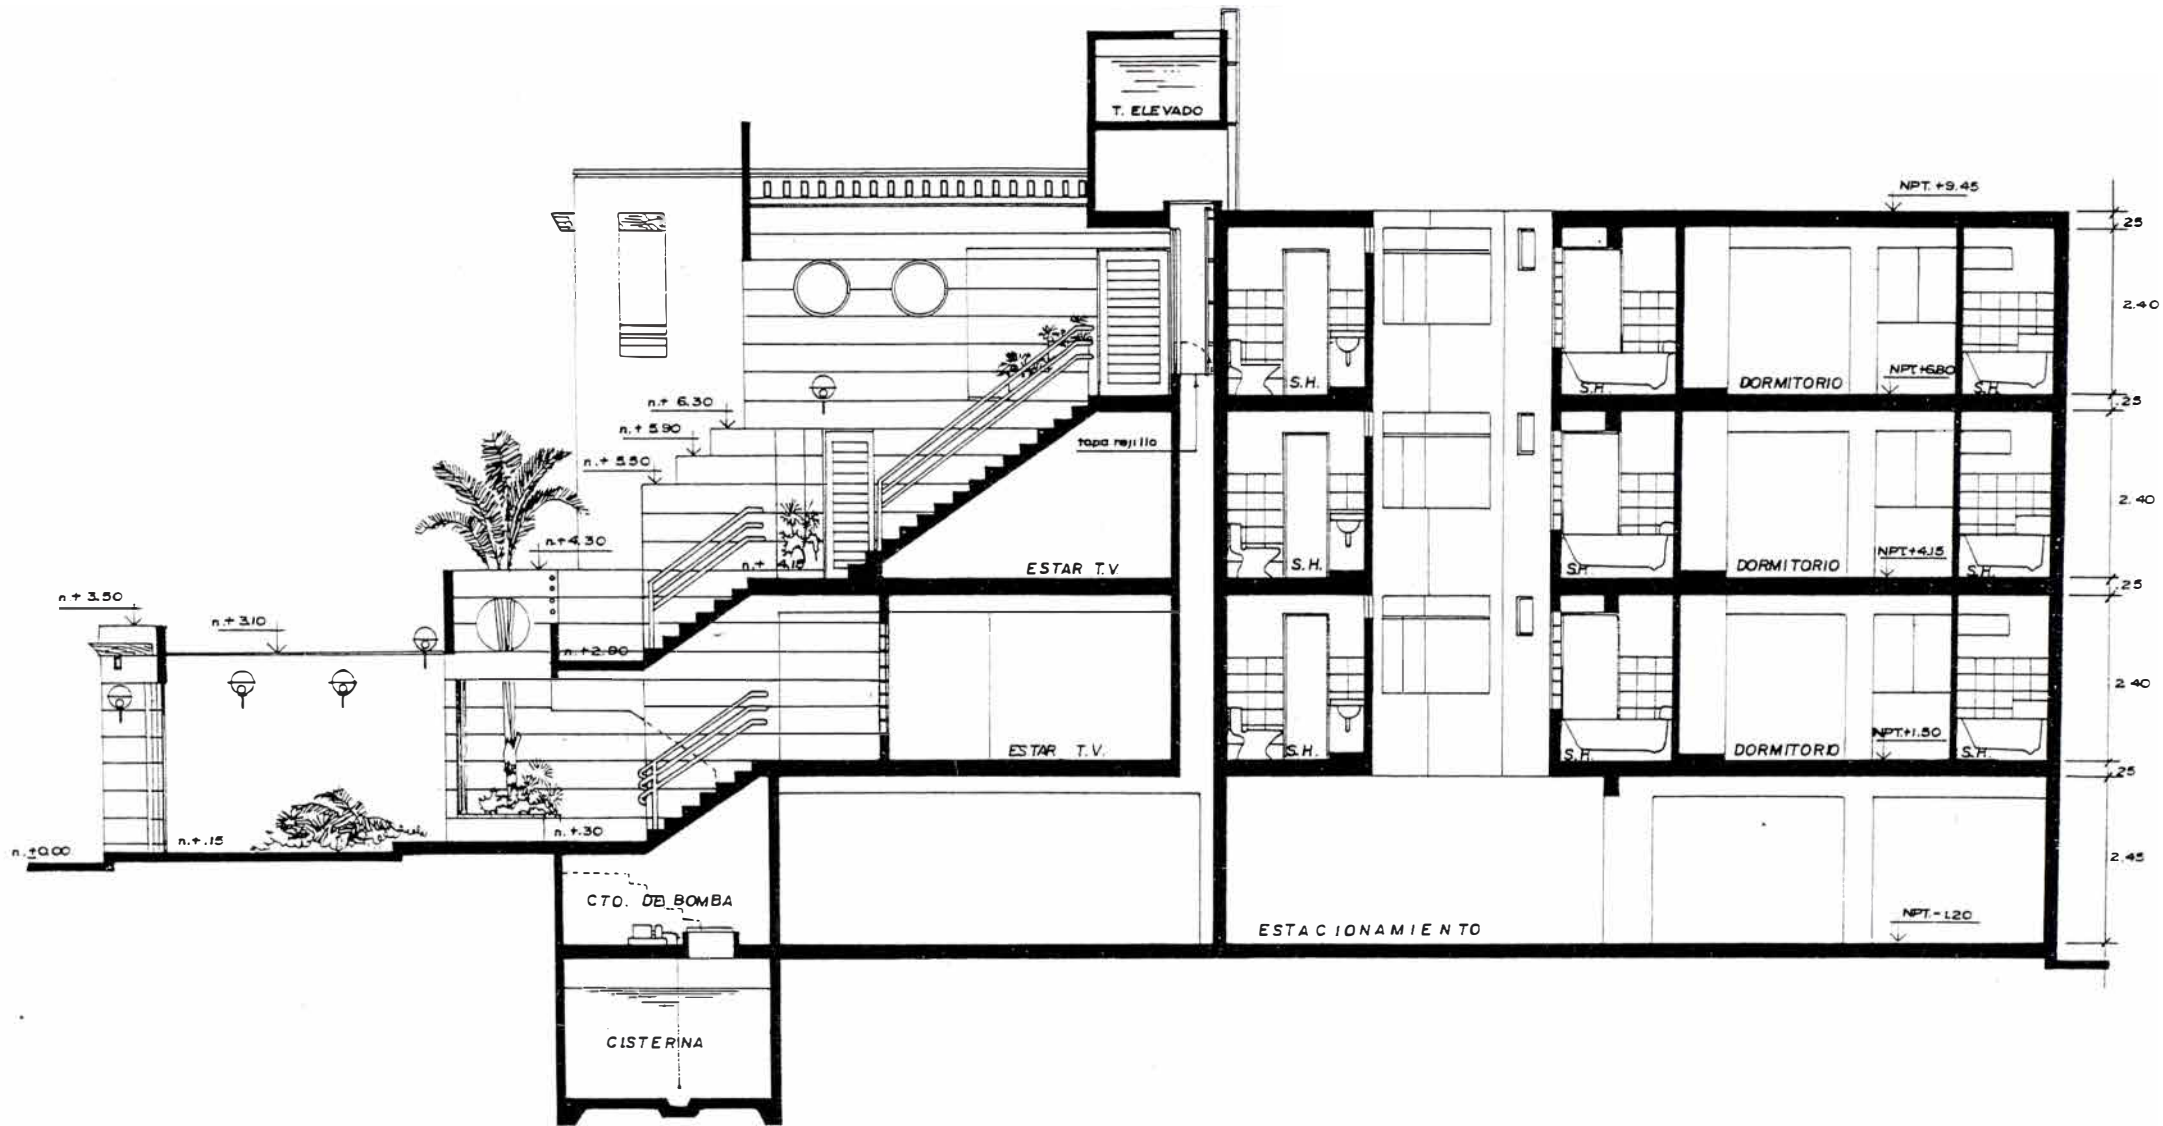 T. ELEVADO
NPT. +9.45
.25
2.40
n.+ 6.30
n.+ 5.90
n.+ 5.50
tapa rejilla
S.H.
S.H.
DORMITORIO
NPT.+6.80
S.H.
.25
2.40
n.+4.30
n.+ 4.15
ESTAR T.V.
S.H.
S.H.
DORMITORIO
NPT.+4.15
S.H.
.25
n.+ 3.50
n.+3.10
n.+2.90
2.40
ESTAR T.V.
S.H.
S.H.
DORMITORIO
NPT.+1.50
S.H.
.25
n.±0.00
n.+.15
n.+.30
2.45
CTO. DE BOMBA
ESTACIONAMIENTO
NPT.-1.20
CISTERNA